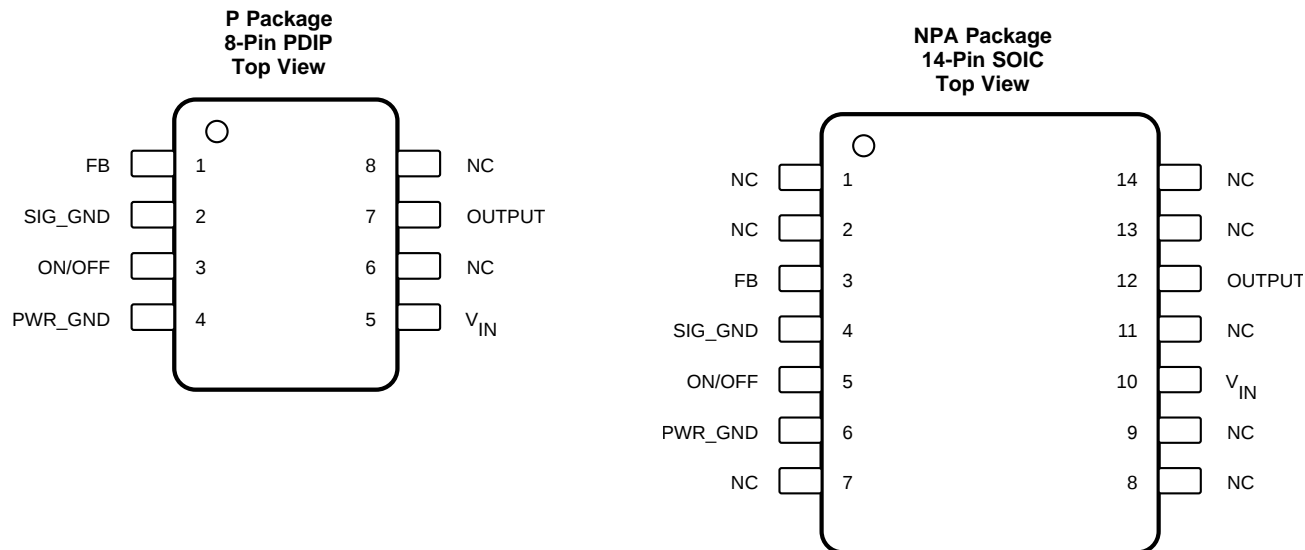 P Package
8-Pin PDIP
Top View
FB 1 8 NC
SIG_GND 2 7 OUTPUT
ON/OFF 3 6 NC
PWR_GND 4 5 VIN
NPA Package
14-Pin SOIC
Top View
NC 1 14 NC
NC 2 13 NC
FB 3 12 OUTPUT
SIG_GND 4 11 NC
ON/OFF 5 10 VIN
PWR_GND 6 9 NC
NC 7 8 NC